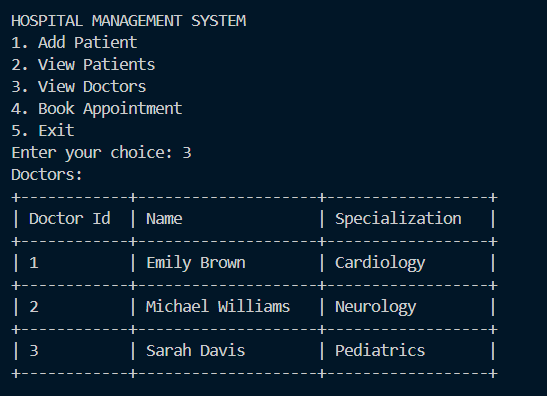 HOSPITAL MANAGEMENT SYSTEM
1. Add Patient
2. View Patients
3. View Doctors
4. Book Appointment
5. Exit
Enter your choice: 3
Doctors:
+------------+--------------------+------------------+
| Doctor Id  | Name               | Specialization   |
+------------+--------------------+------------------+
| 1          | Emily Brown        | Cardiology       |
+------------+--------------------+------------------+
| 2          | Michael Williams   | Neurology        |
+------------+--------------------+------------------+
| 3          | Sarah Davis        | Pediatrics       |
+------------+--------------------+------------------+